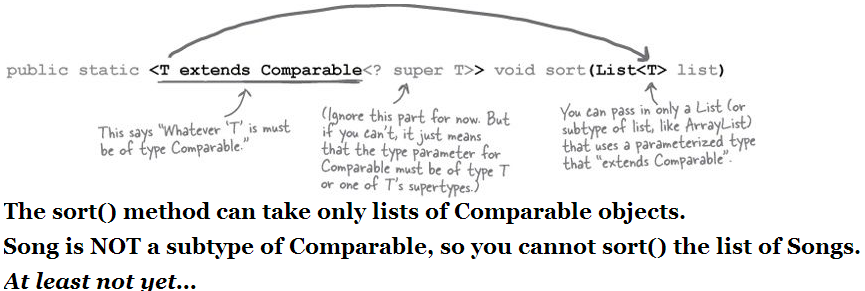 public static <T extends Comparable<? super T>> void sort(List<T> list)
This says "Whatever 'T' is must
be of type Comparable."
(Ignore this part for now. But
if you can't, it just means
that the type parameter for
Comparable must be of type T
or one of T's supertypes.)
You can pass in only a List (or
subtype of list, like ArrayList)
that uses a parameterized type
that "extends Comparable".
The sort() method can take only lists of Comparable objects.
Song is NOT a subtype of Comparable, so you cannot sort() the list of Songs.
At least not yet...